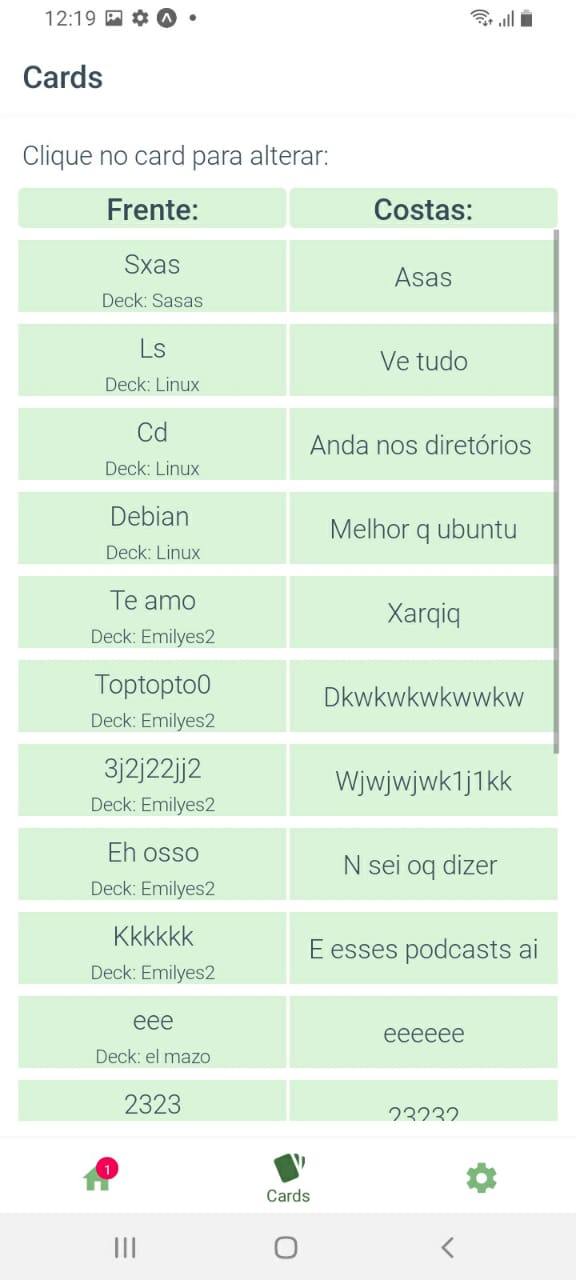 12:19
Cards
Clique no card para alterar:
Frente: Costas:
Sxas
Deck: Sasas
Asas
Ls
Deck: Linux
Ve tudo
Cd
Deck: Linux
Anda nos diretórios
Debian
Deck: Linux
Melhor q ubuntu
Te amo
Deck: Emilyes2
Xarqiq
Toptopto0
Deck: Emilyes2
Dkwkwkwkwwkw
3j2j22jj2
Deck: Emilyes2
Wjwjwjwk1j1kk
Eh osso
Deck: Emilyes2
N sei oq dizer
Kkkkkk
Deck: Emilyes2
E esses podcasts ai
eee
Deck: el mazo
eeeeee
2323
23232
1
Cards